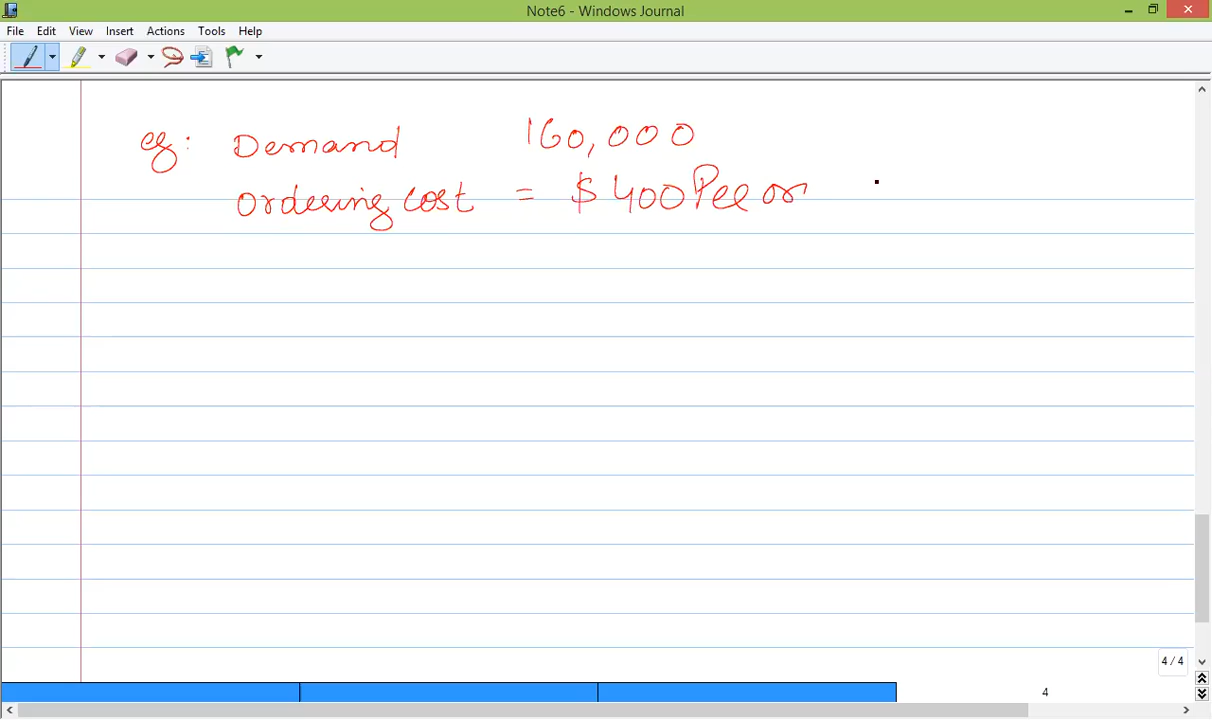 Note6 - Windows Journal
File Edit View Insert Actions Tools Help
eg: Demand 160,000
Ordering cost = $400 Per or
4 / 4
4